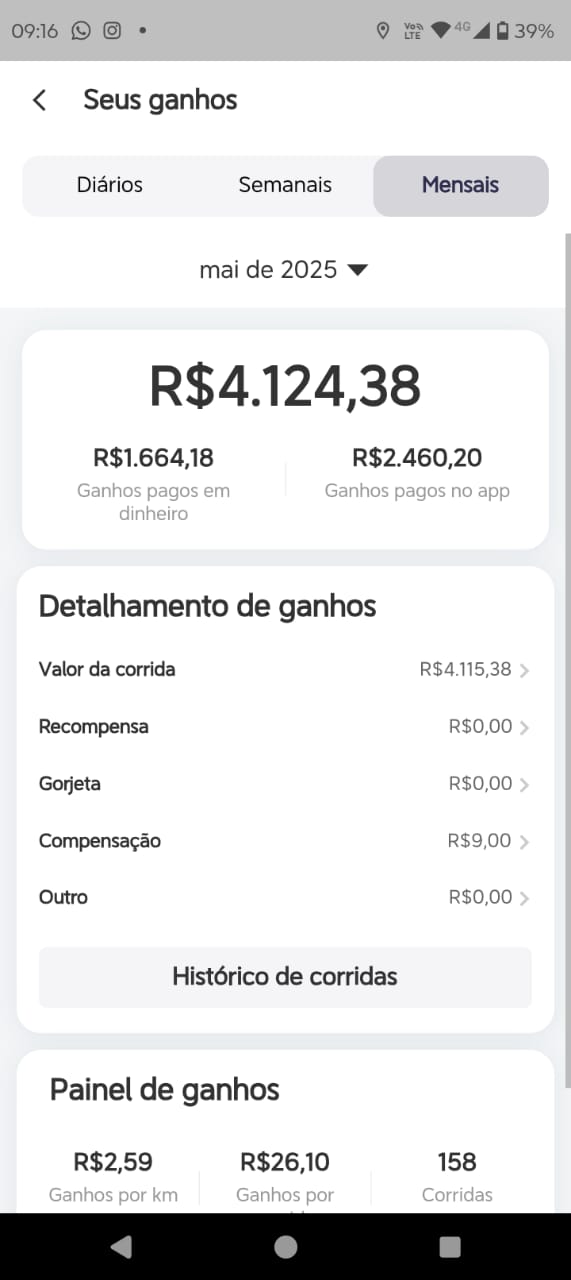 09:16 39%
VoD LTE 4G
Seus ganhos
Diários Semanais Mensais
mai de 2025
R$4.124,38
R$1.664,18 R$2.460,20
Ganhos pagos em Ganhos pagos no app
dinheiro
Detalhamento de ganhos
Valor da corrida R$4.115,38
Recompensa R$0,00
Gorjeta R$0,00
Compensação R$9,00
Outro R$0,00
Histórico de corridas
Painel de ganhos
R$2,59 R$26,10 158
Ganhos por km Ganhos por Corridas